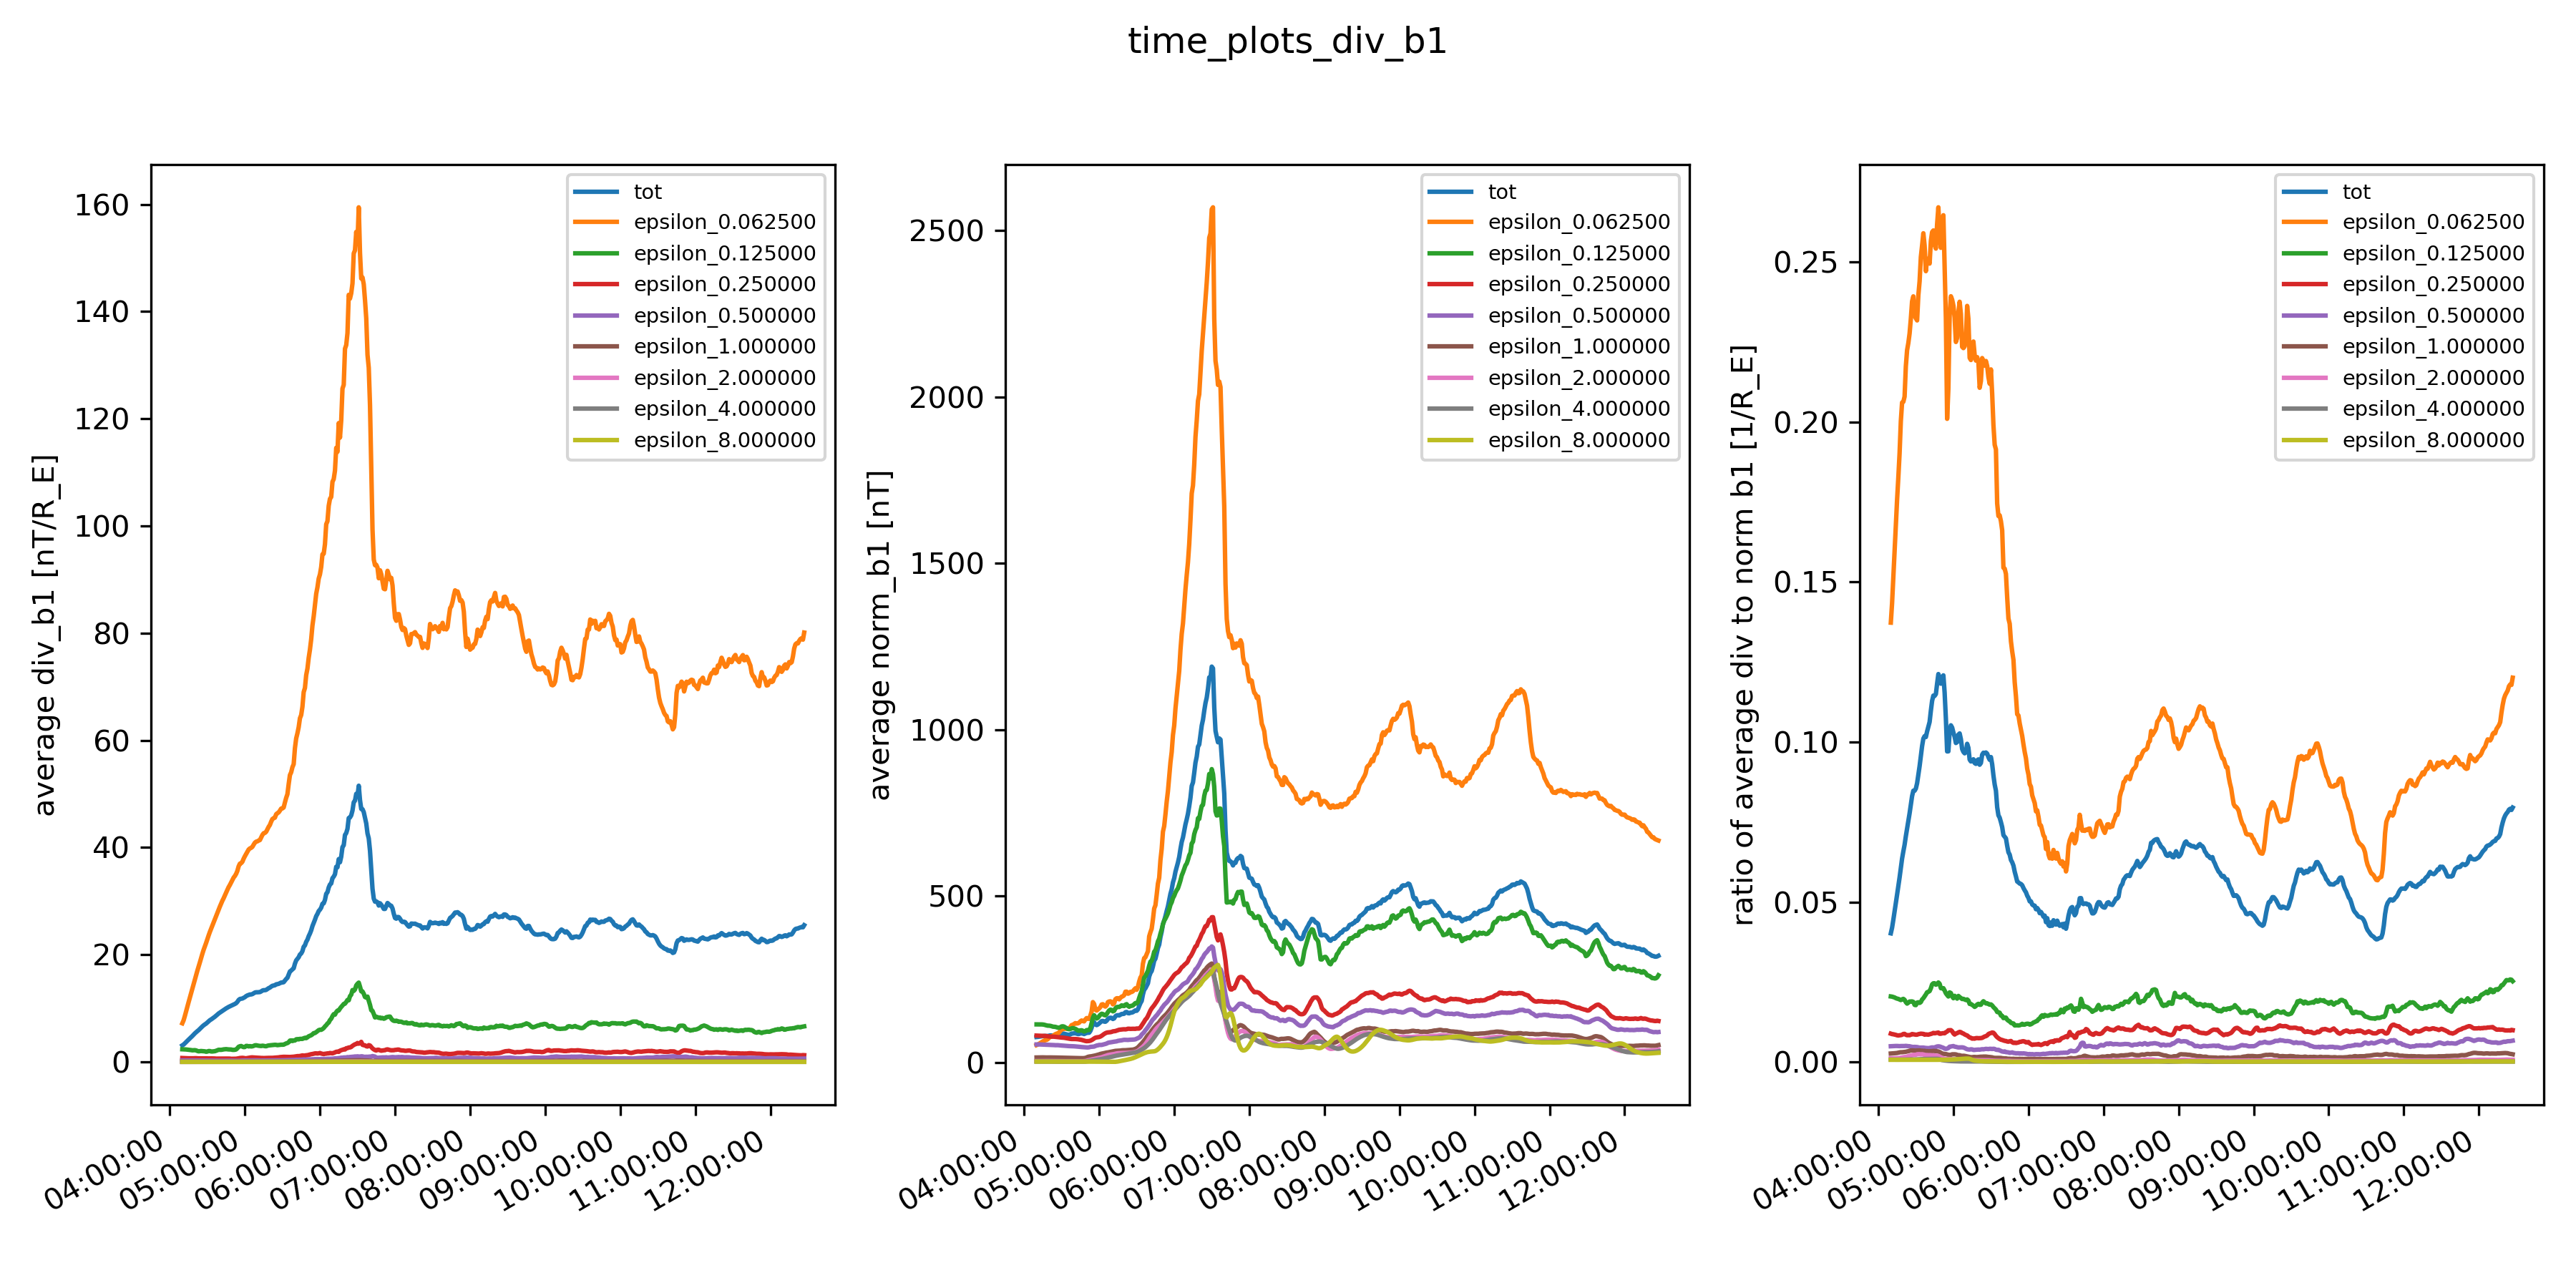 time_plots_div_b1
average div_b1 [nT/R_E]
160
140
120
100
80
60
40
20
0
04:00:00
05:00:00
06:00:00
07:00:00
08:00:00
09:00:00
10:00:00
11:00:00
12:00:00
tot
epsilon_0.062500
epsilon_0.125000
epsilon_0.250000
epsilon_0.500000
epsilon_1.000000
epsilon_2.000000
epsilon_4.000000
epsilon_8.000000
average norm_b1 [nT]
2500
2000
1500
1000
500
0
04:00:00
05:00:00
06:00:00
07:00:00
08:00:00
09:00:00
10:00:00
11:00:00
12:00:00
tot
epsilon_0.062500
epsilon_0.125000
epsilon_0.250000
epsilon_0.500000
epsilon_1.000000
epsilon_2.000000
epsilon_4.000000
epsilon_8.000000
ratio of average div to norm b1 [1/R_E]
0.25
0.20
0.15
0.10
0.05
0.00
04:00:00
05:00:00
06:00:00
07:00:00
08:00:00
09:00:00
10:00:00
11:00:00
12:00:00
tot
epsilon_0.062500
epsilon_0.125000
epsilon_0.250000
epsilon_0.500000
epsilon_1.000000
epsilon_2.000000
epsilon_4.000000
epsilon_8.000000